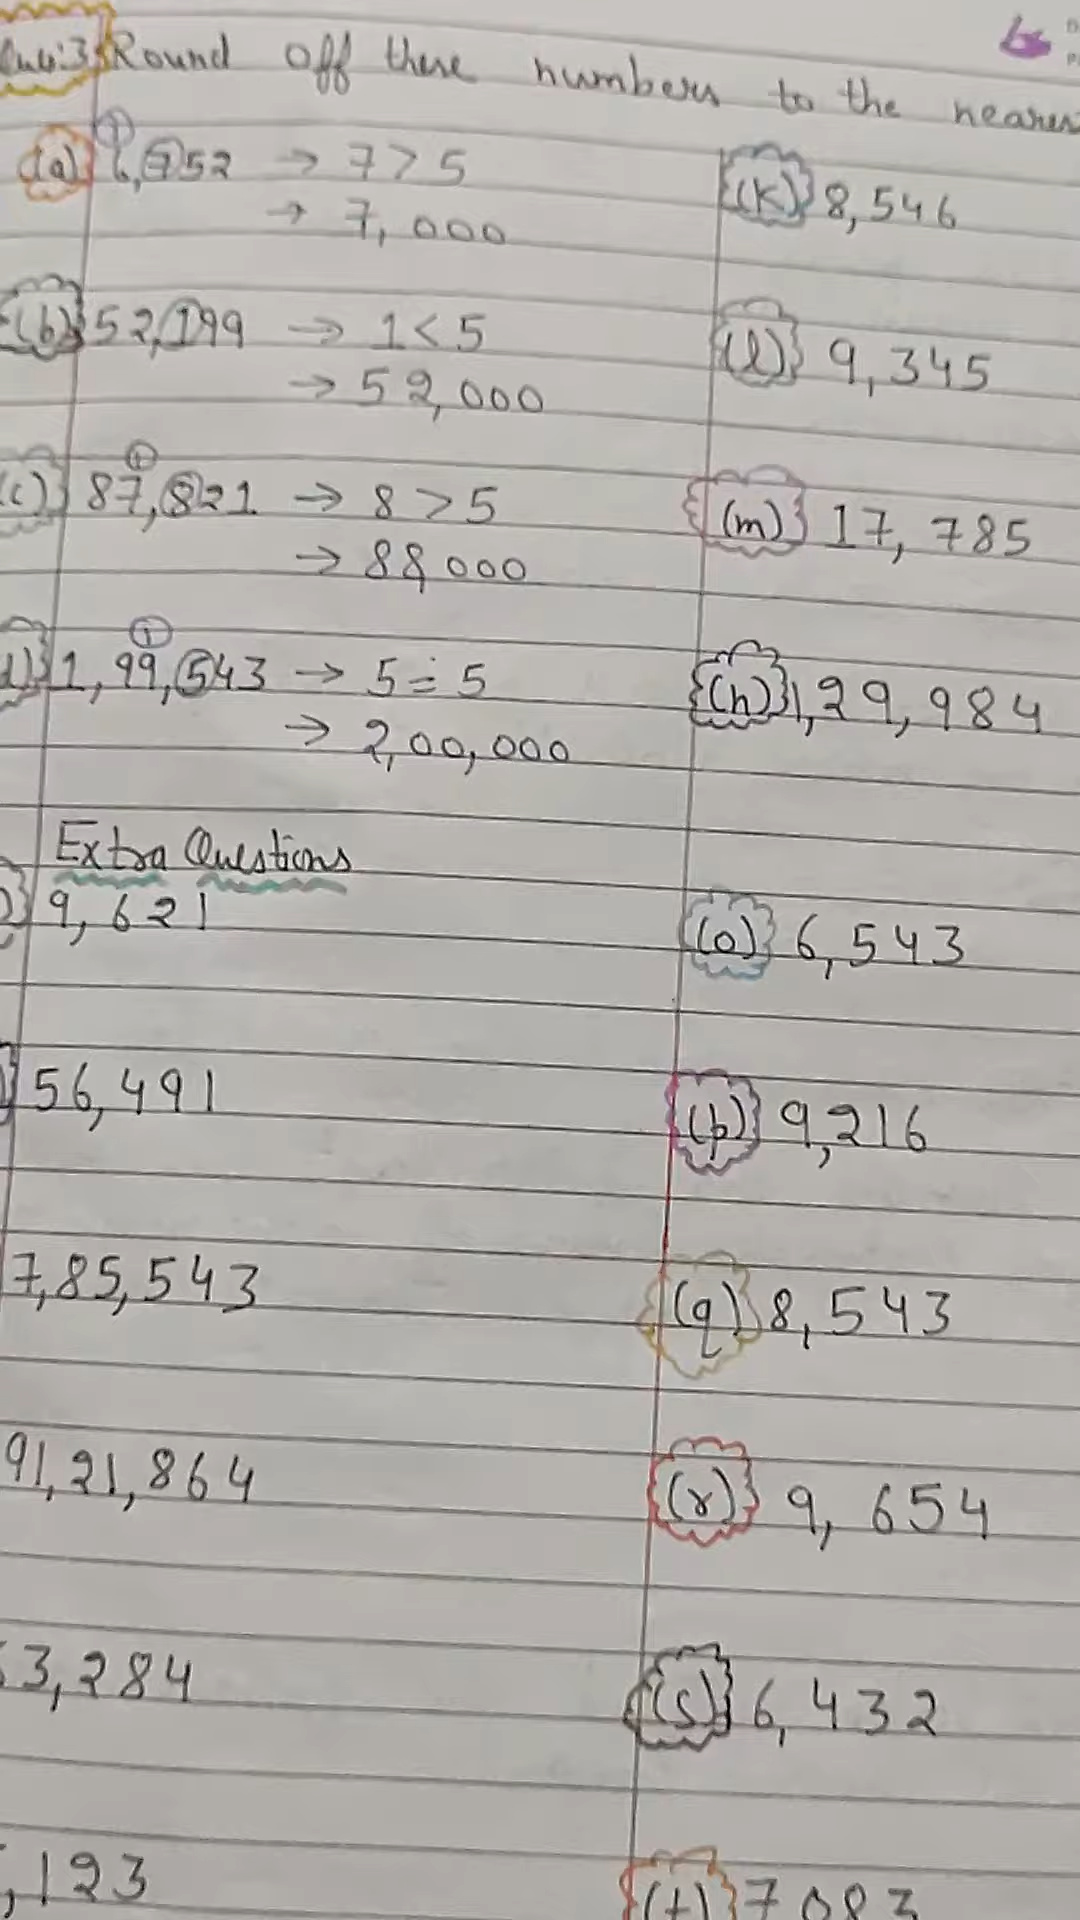 Ques:3 Round off these numbers to the neares
(a) 6,752 → 7 > 5
→ 7,000
(b) 52,199 → 1 < 5
→ 52,000
(c) 87,821 → 8 > 5
→ 88,000
1,99,543 → 5 = 5
→ 2,00,000
Extra Questions
9,621
56,491
7,85,543
91,21,864
3,284
,123
(k) 8,546
(l) 9,345
(m) 17,785
(n) 1,29,984
(o) 6,543
(p) 9,216
(q) 8,543
(r) 9,654
(s) 6,432
(t) 7083